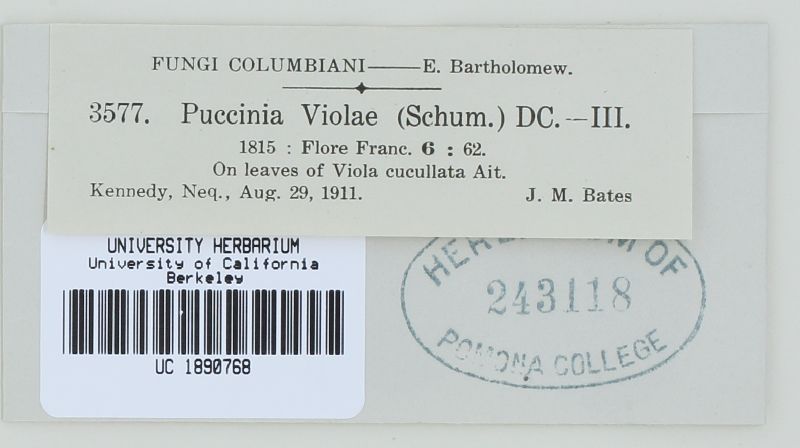 FUNGI COLUMBIANI——E. Bartholomew.
3577. Puccinia Violae (Schum.) DC.—III.
1815 : Flore Franc. 6 : 62.
On leaves of Viola cucullata Ait.
Kennedy, Neq., Aug. 29, 1911. J. M. Bates
UNIVERSITY HERBARIUM
University of California
Berkeley
UC 1890768
OF
243118
POMONA COLLEGE